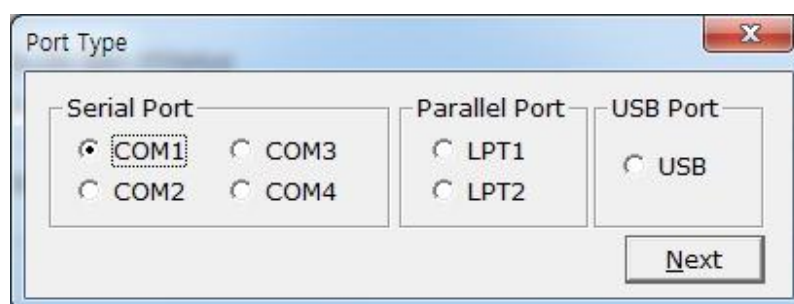 Port Type
Serial Port
COM1 COM3
COM2 COM4
Parallel Port
LPT1
LPT2
USB Port
USB
Next